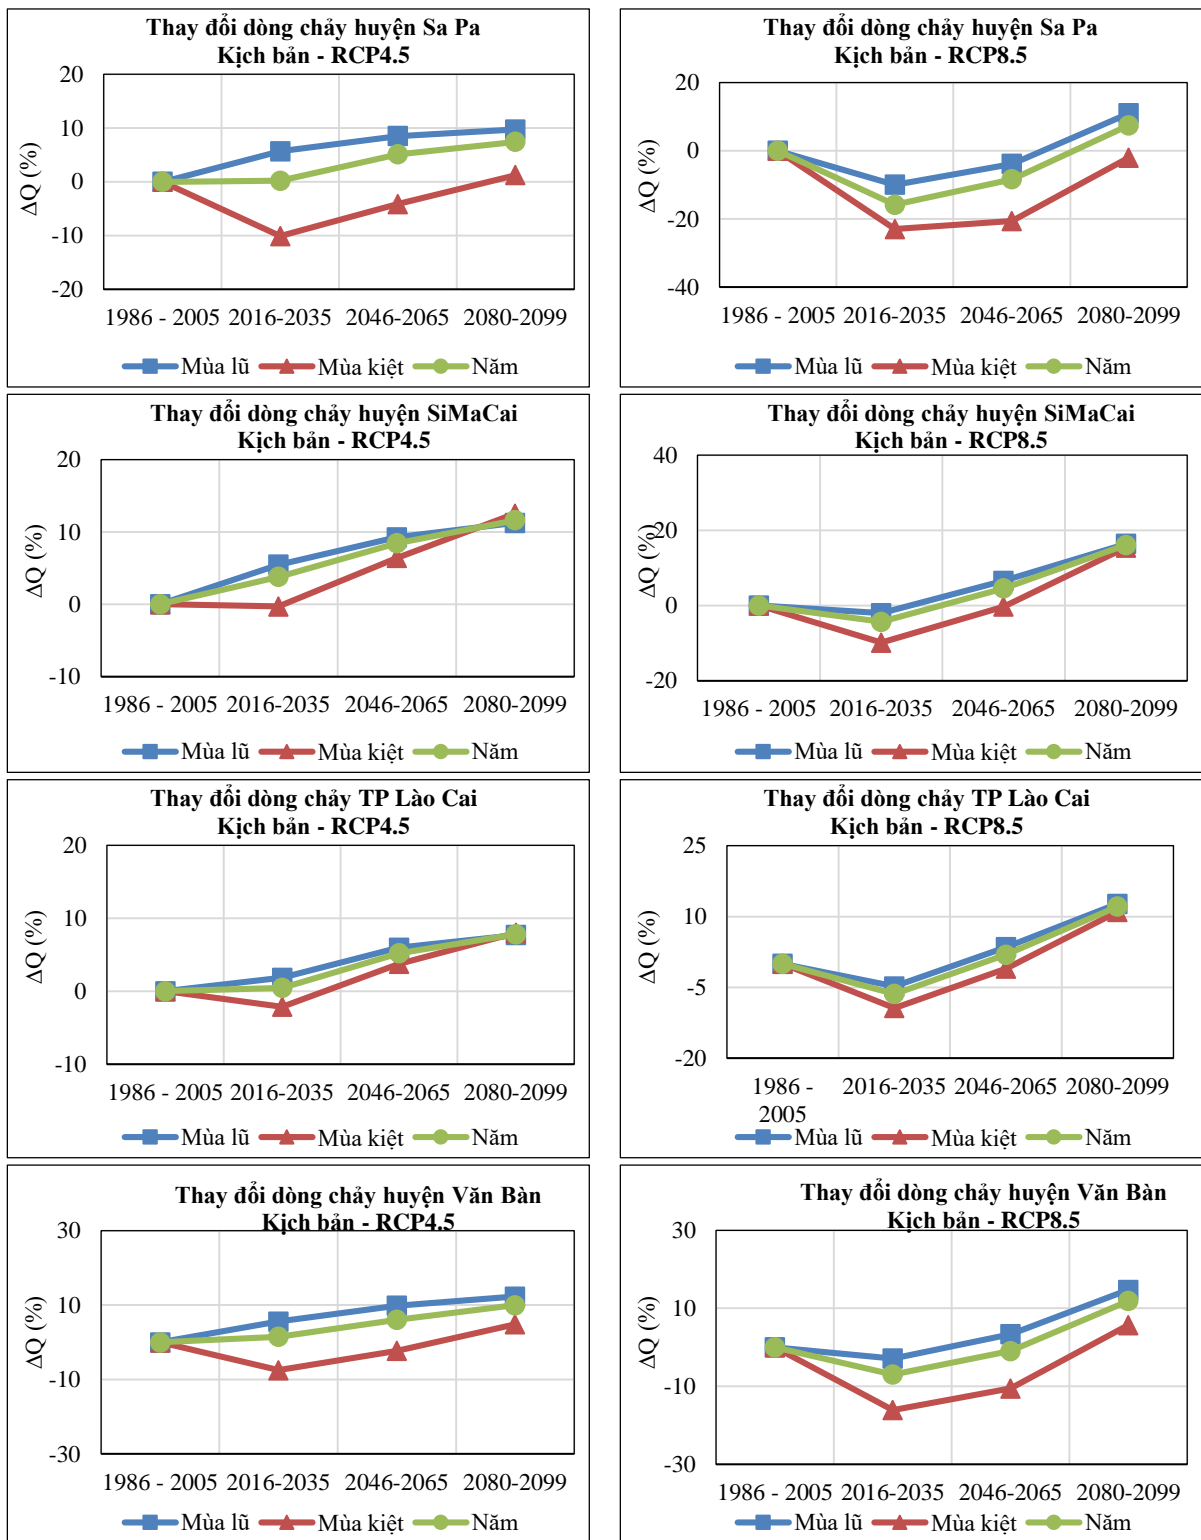 Thay đổi dòng chảy huyện Sa Pa
Kịch bản - RCP4.5
20
10
0
-10
-20
ΔQ (%)
1986 - 2005 2016-2035 2046-2065 2080-2099
Mùa lũ Mùa kiệt Năm
Thay đổi dòng chảy huyện Sa Pa
Kịch bản - RCP8.5
20
0
-20
-40
ΔQ (%)
1986 - 2005 2016-2035 2046-2065 2080-2099
Mùa lũ Mùa kiệt Năm
Thay đổi dòng chảy huyện SiMaCai
Kịch bản - RCP4.5
20
10
0
-10
ΔQ (%)
1986 - 2005 2016-2035 2046-2065 2080-2099
Mùa lũ Mùa kiệt Năm
Thay đổi dòng chảy huyện SiMaCai
Kịch bản - RCP8.5
40
20
0
-20
ΔQ (%)
1986 - 2005 2016-2035 2046-2065 2080-2099
Mùa lũ Mùa kiệt Năm
Thay đổi dòng chảy TP Lào Cai
Kịch bản - RCP4.5
20
10
0
-10
ΔQ (%)
1986 - 2005 2016-2035 2046-2065 2080-2099
Mùa lũ Mùa kiệt Năm
Thay đổi dòng chảy TP Lào Cai
Kịch bản - RCP8.5
25
10
-5
-20
ΔQ (%)
1986 - 2016-2035 2046-2065 2080-2099
2005
Mùa lũ Mùa kiệt Năm
Thay đổi dòng chảy huyện Văn Bàn
Kịch bản - RCP4.5
30
10
-10
-30
ΔQ (%)
1986 - 2005 2016-2035 2046-2065 2080-2099
Mùa lũ Mùa kiệt Năm
Thay đổi dòng chảy huyện Văn Bàn
Kịch bản - RCP8.5
30
10
-10
-30
ΔQ (%)
1986 - 2005 2016-2035 2046-2065 2080-2099
Mùa lũ Mùa kiệt Năm